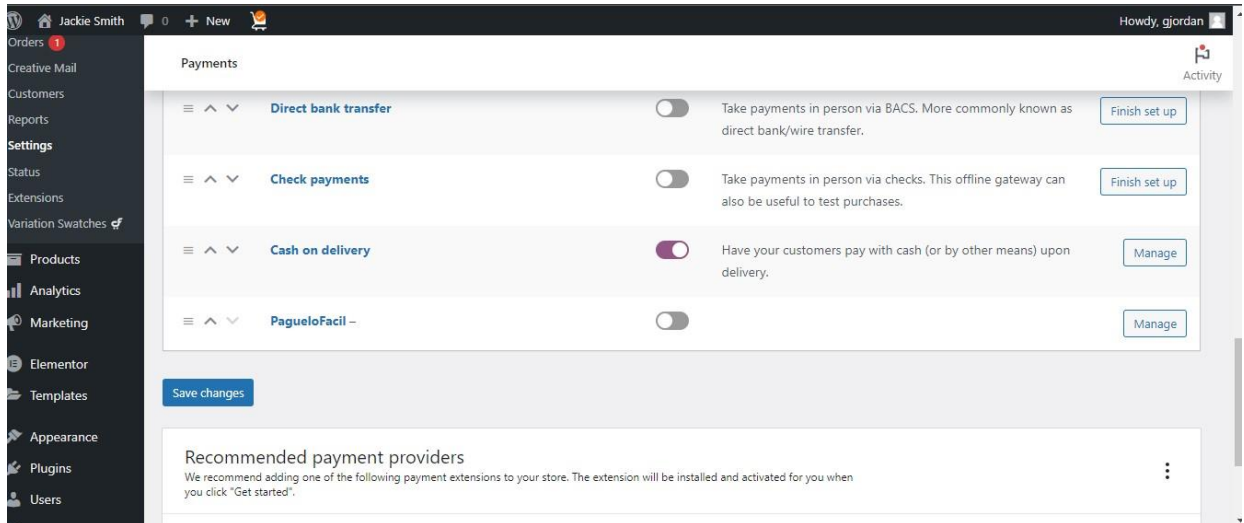 Jackie Smith 0 New Howdy, gjordan
Orders 1
Creative Mail
Customers
Reports
Settings
Status
Extensions
Variation Swatches
Products
Analytics
Marketing
Elementor
Templates
Appearance
Plugins
Users
Payments
Activity
Direct bank transfer
Take payments in person via BACS. More commonly known as
direct bank/wire transfer.
Finish set up
Check payments
Take payments in person via checks. This offline gateway can
also be useful to test purchases.
Finish set up
Cash on delivery
Have your customers pay with cash (or by other means) upon
delivery.
Manage
PagueloFacil –
Manage
Save changes
Recommended payment providers
We recommend adding one of the following payment extensions to your store. The extension will be installed and activated for you when
you click "Get started".